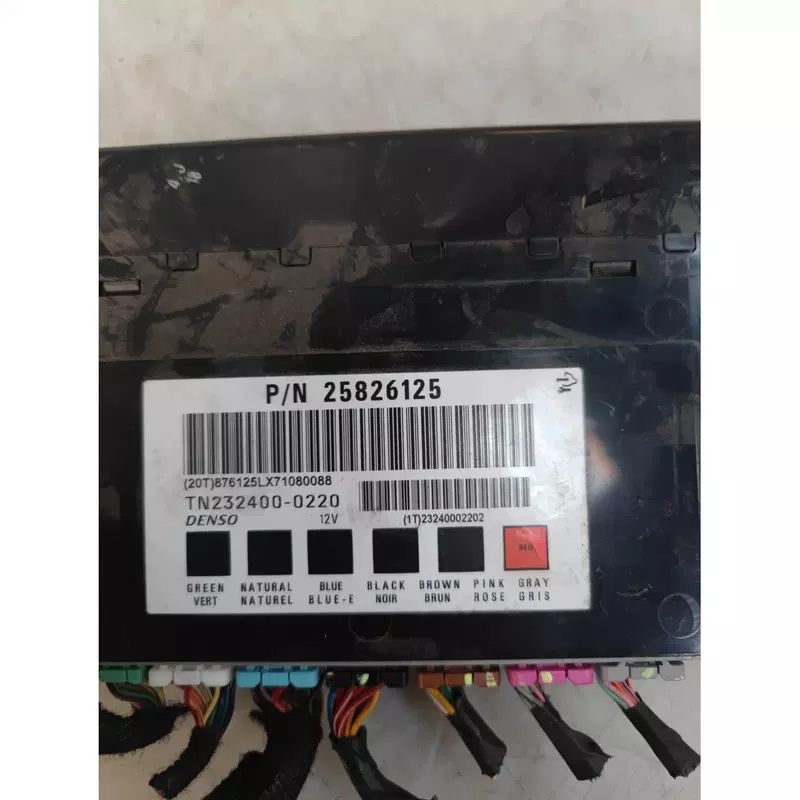 P/N 25826125
(20T)876125LX71080088
TN232400-0220
DENSO 12V (1T)23240002202
RED
GREEN NATURAL BLUE BLACK BROWN PINK GRAY
VERT NATUREL BLUE-E NOIR BRUN ROSE GRIS